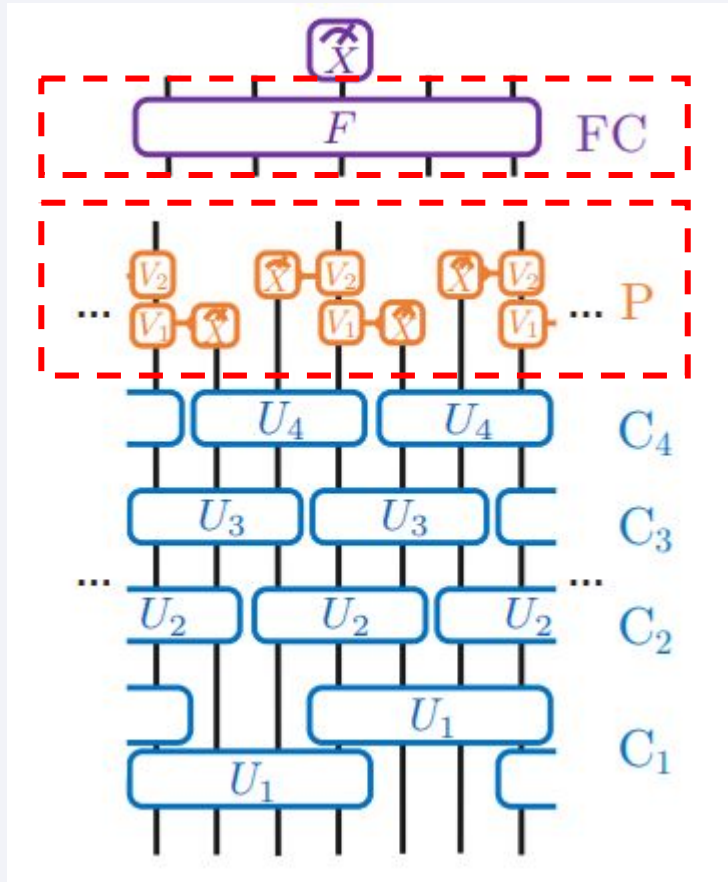 X
F FC
V₂ X V₂ X V₂
... V₁ X V₁ X V₁ ... P
U₄ U₄ C₄
U₃ U₃ C₃
... ...
U₂ U₂ U₂ C₂
U₁
U₁ C₁